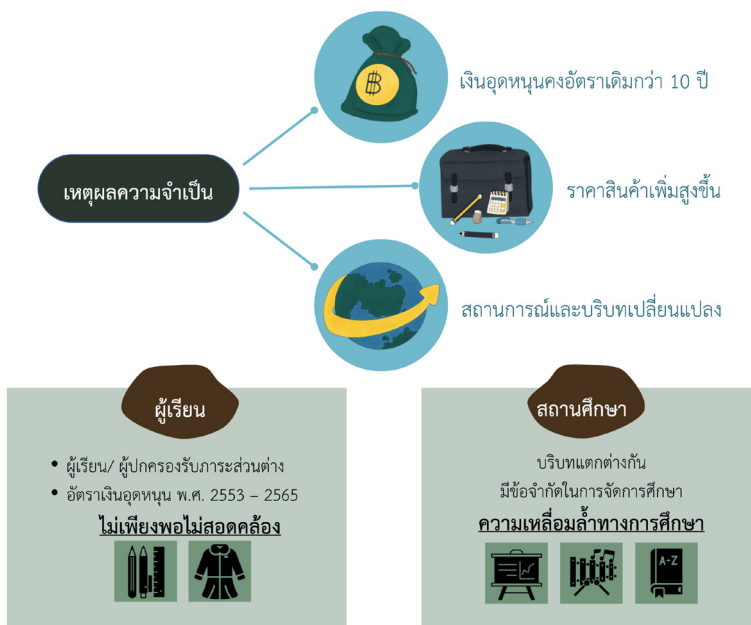 เหตุผลความจำเป็น
฿
เงินอุดหนุนคงอัตราเดิมกว่า 10 ปี
ราคาสินค้าเพิ่มสูงขึ้น
สถานการณ์และบริบทเปลี่ยนแปลง
ผู้เรียน
• ผู้เรียน/ ผู้ปกครองรับภาระส่วนต่าง
• อัตราเงินอุดหนุน พ.ศ. 2553 – 2565
ไม่เพียงพอไม่สอดคล้อง
สถานศึกษา
บริบทแตกต่างกัน
มีข้อจำกัดในการจัดการศึกษา
ความเหลื่อมล้ำทางการศึกษา
A-Z